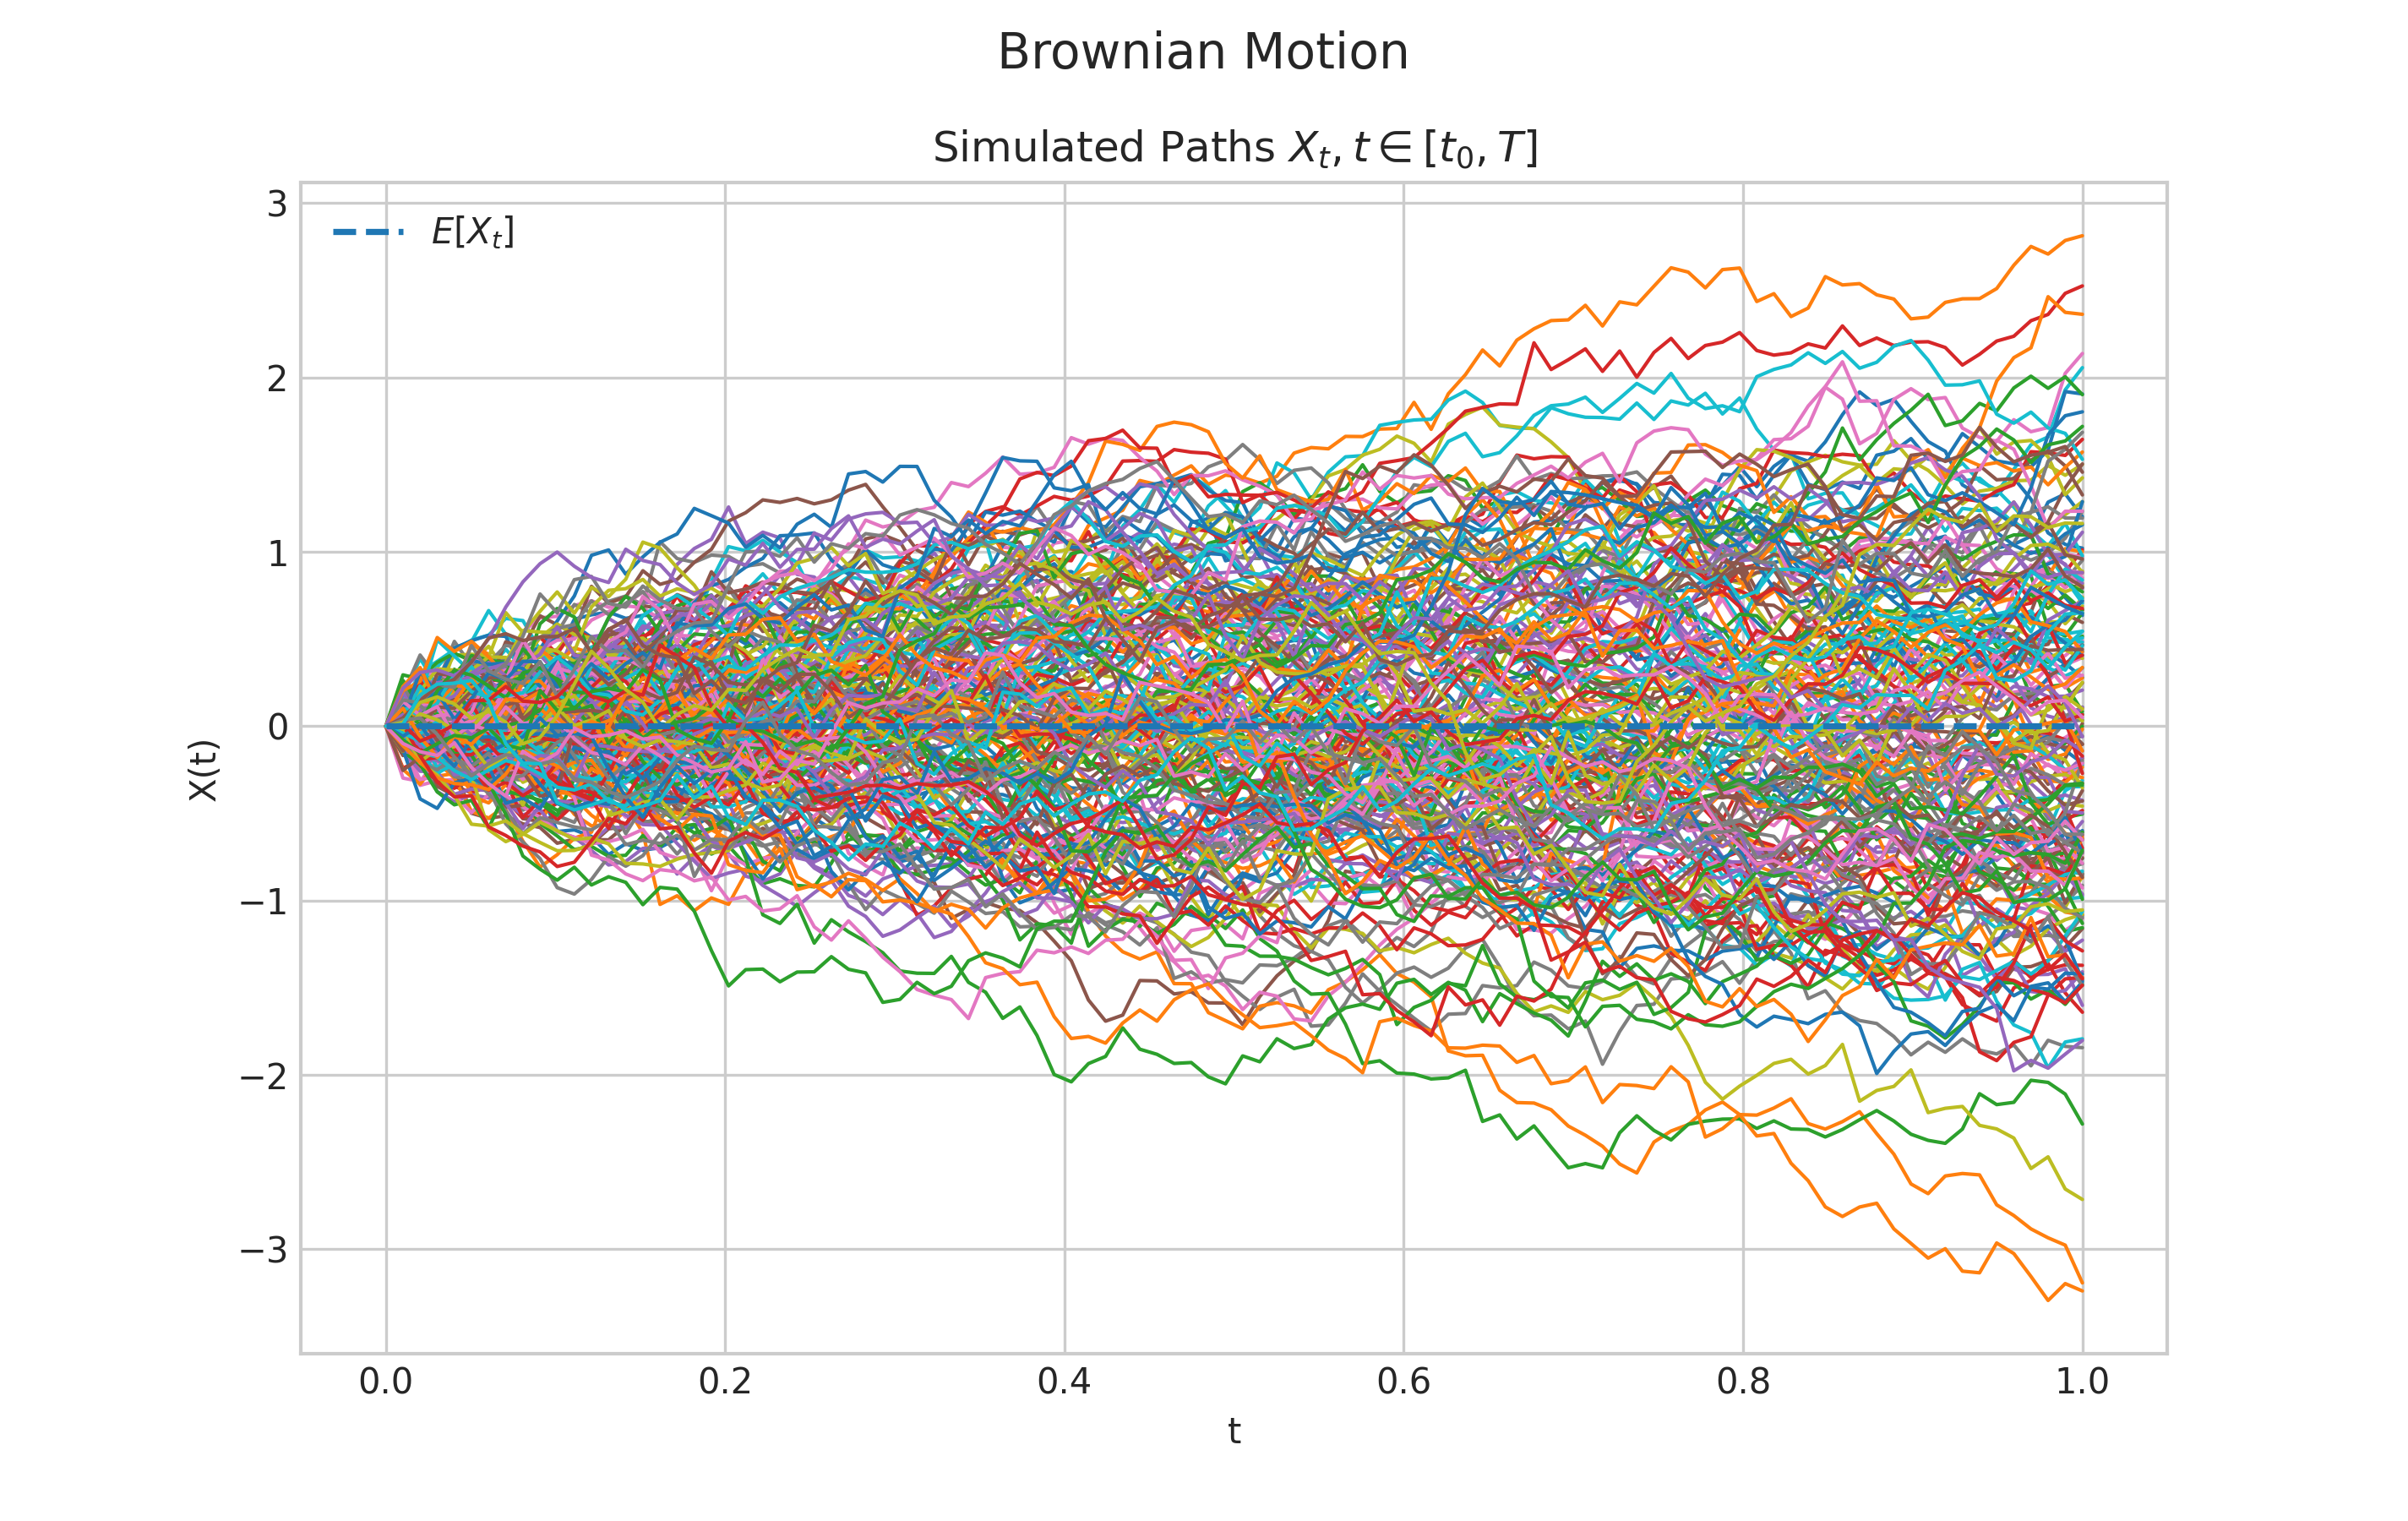 Brownian Motion
Simulated Paths $X_t, t \in [t_0, T]$
3
2
1
0
−1
−2
−3
X(t)
$E[X_t]$
0.0 0.2 0.4 0.6 0.8 1.0
t